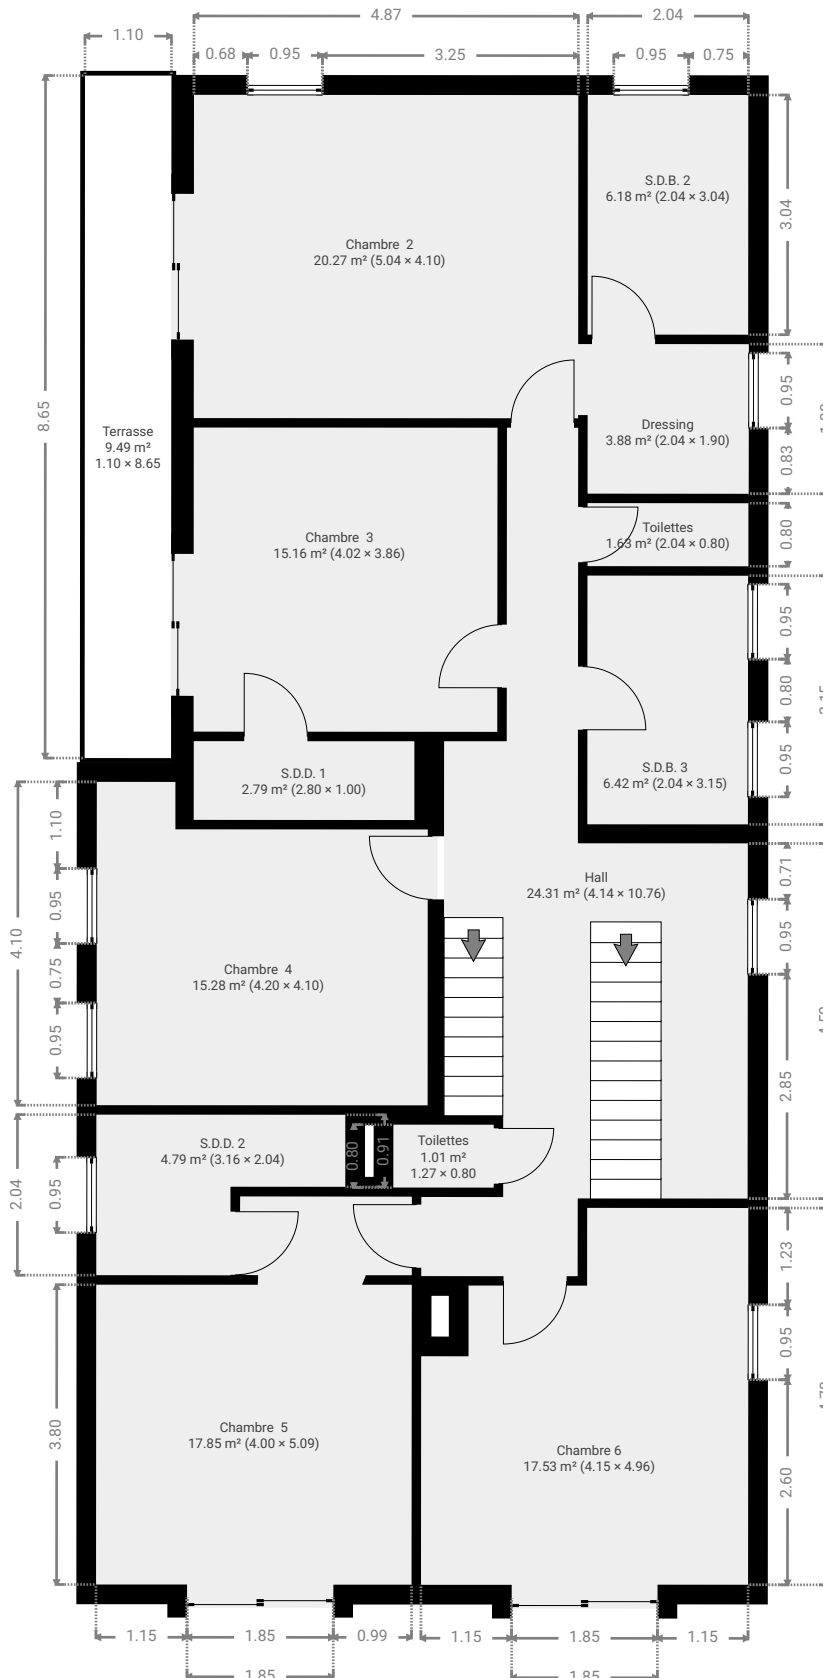 4.87
2.04
1.10
0.68
0.95
3.25
0.95
0.75
S.D.B. 2
6.18 m² (2.04 × 3.04)
3.04
Chambre 2
20.27 m² (5.04 × 4.10)
8.65
0.95
Terrasse
9.49 m²
1.10 × 8.65
Dressing
3.88 m² (2.04 × 1.90)
0.83
Chambre 3
15.16 m² (4.02 × 3.86)
Toilettes
1.63 m² (2.04 × 0.80)
0.80
0.95
0.80
S.D.D. 1
2.79 m² (2.80 × 1.00)
S.D.B. 3
6.42 m² (2.04 × 3.15)
0.95
1.10
Hall
24.31 m² (4.14 × 10.76)
0.71
0.95
4.10
0.95
0.75
Chambre 4
15.28 m² (4.20 × 4.10)
0.95
2.85
S.D.D. 2
4.79 m² (3.16 × 2.04)
0.80
0.91
Toilettes
1.01 m²
1.27 × 0.80
2.04
0.95
1.23
0.95
3.80
Chambre 5
17.85 m² (4.00 × 5.09)
Chambre 6
17.53 m² (4.15 × 4.96)
2.60
1.15
1.85
0.99
1.15
1.85
1.15
1.85
1.85